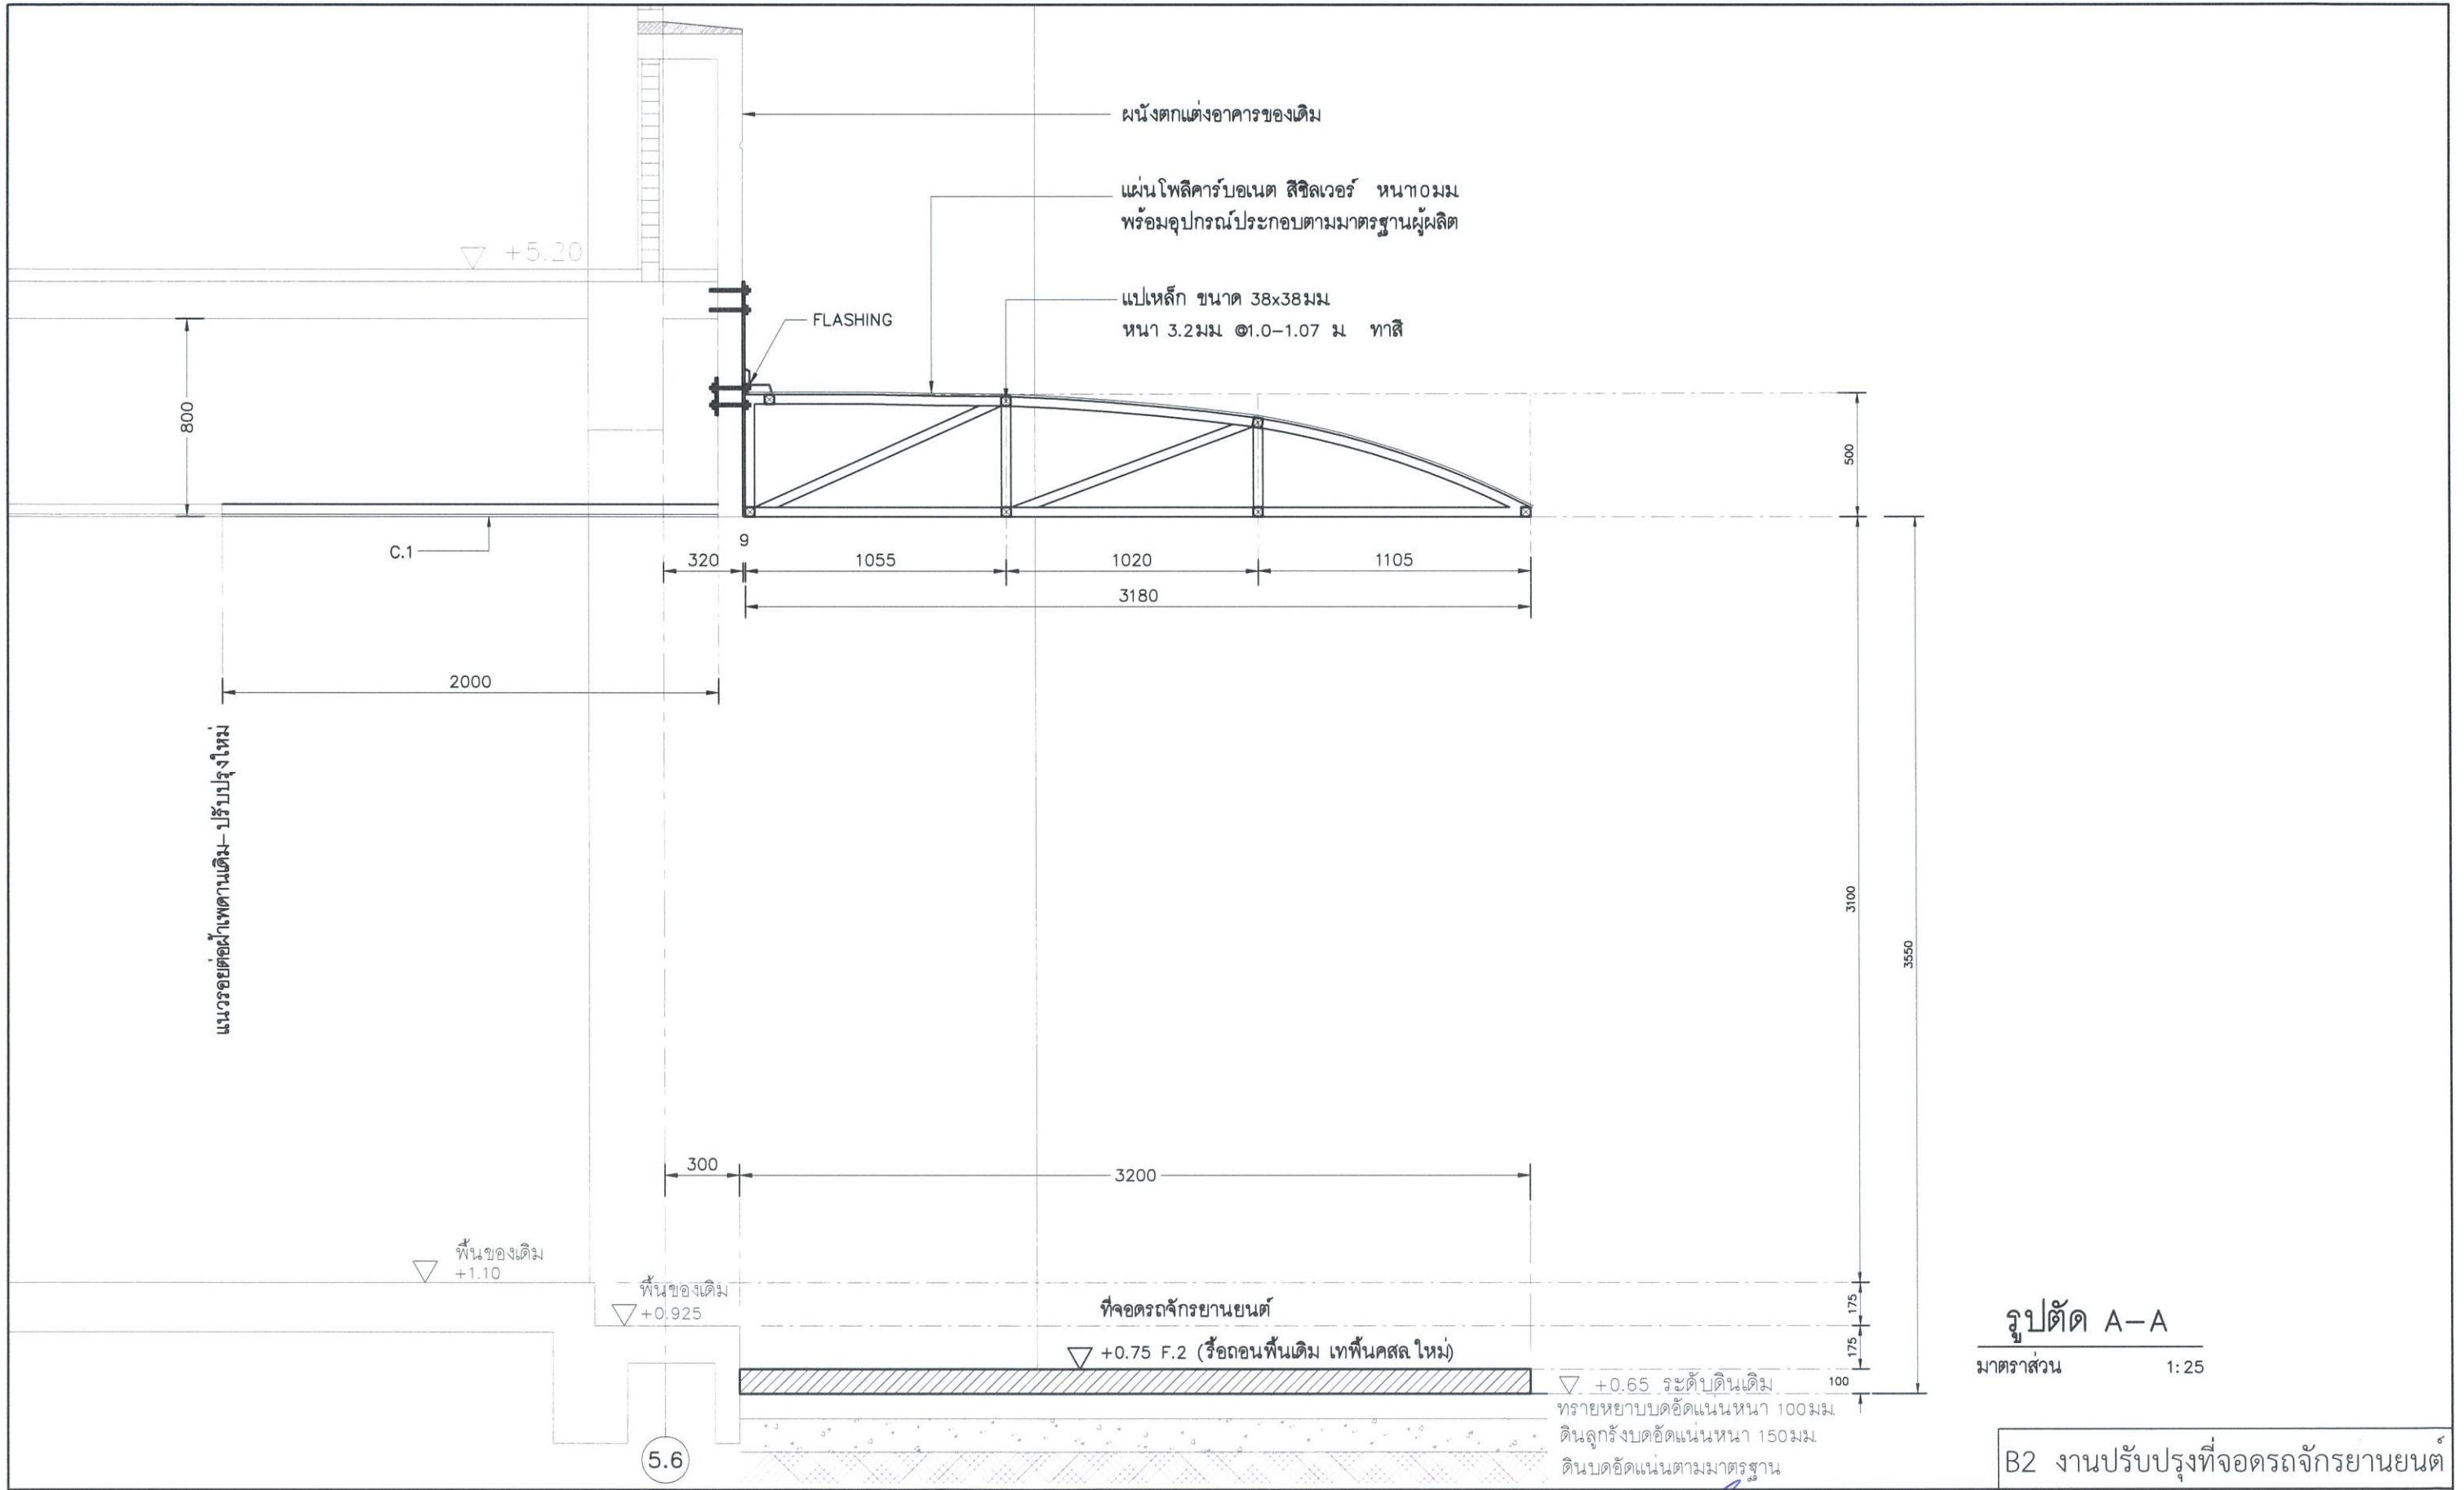 ผนังตกแต่งอาคารของเดิม
แผ่นโพลีคาร์บอเนต สีซิลเวอร์ หนา10มม.
พร้อมอุปกรณ์ประกอบตามมาตรฐานผู้ผลิต
+5.20
แปเหล็ก ขนาด 38x38มม.
หนา 3.2มม. @1.0-1.07 ม. ทาสี
FLASHING
800
500
C.1
9
320
1055
1020
1105
3180
2000
แนวรอยต่อฝ้าเพดานเดิม-ปรับปรุงใหม่
3100
3550
300
3200
พื้นของเดิม
+1.10
พื้นของเดิม
+0.925
ที่จอดรถจักรยานยนต์
175
+0.75 F.2 (รื้อถอนพื้นเดิม เทพื้นคสล.ใหม่)
175
รูปตัด A-A
มาตราส่วน 1:25
+0.65 ระดับดินเดิม
100
ทรายหยาบบดอัดแน่นหนา 100มม.
ดินลูกรังบดอัดแน่นหนา 150มม.
ดินบดอัดแน่นตามมาตรฐาน
5.6
B2 งานปรับปรุงที่จอดรถจักรยานยนต์